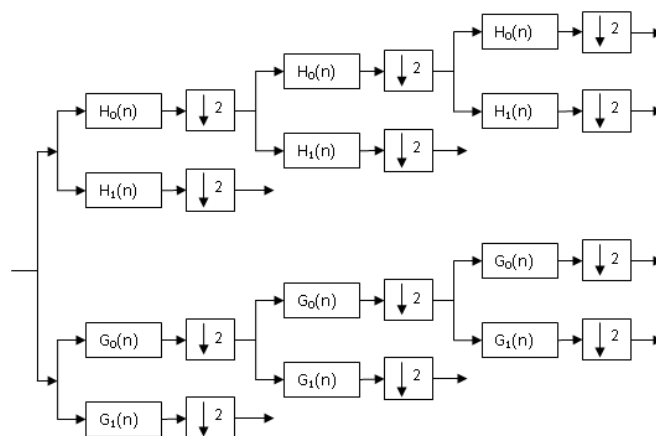 H₀(n) ↓ 2
H₀(n) ↓ 2
H₀(n) ↓ 2
H₁(n) ↓ 2
H₁(n) ↓ 2
H₁(n) ↓ 2
G₀(n) ↓ 2
G₀(n) ↓ 2
G₀(n) ↓ 2
G₁(n) ↓ 2
G₁(n) ↓ 2
G₁(n) ↓ 2